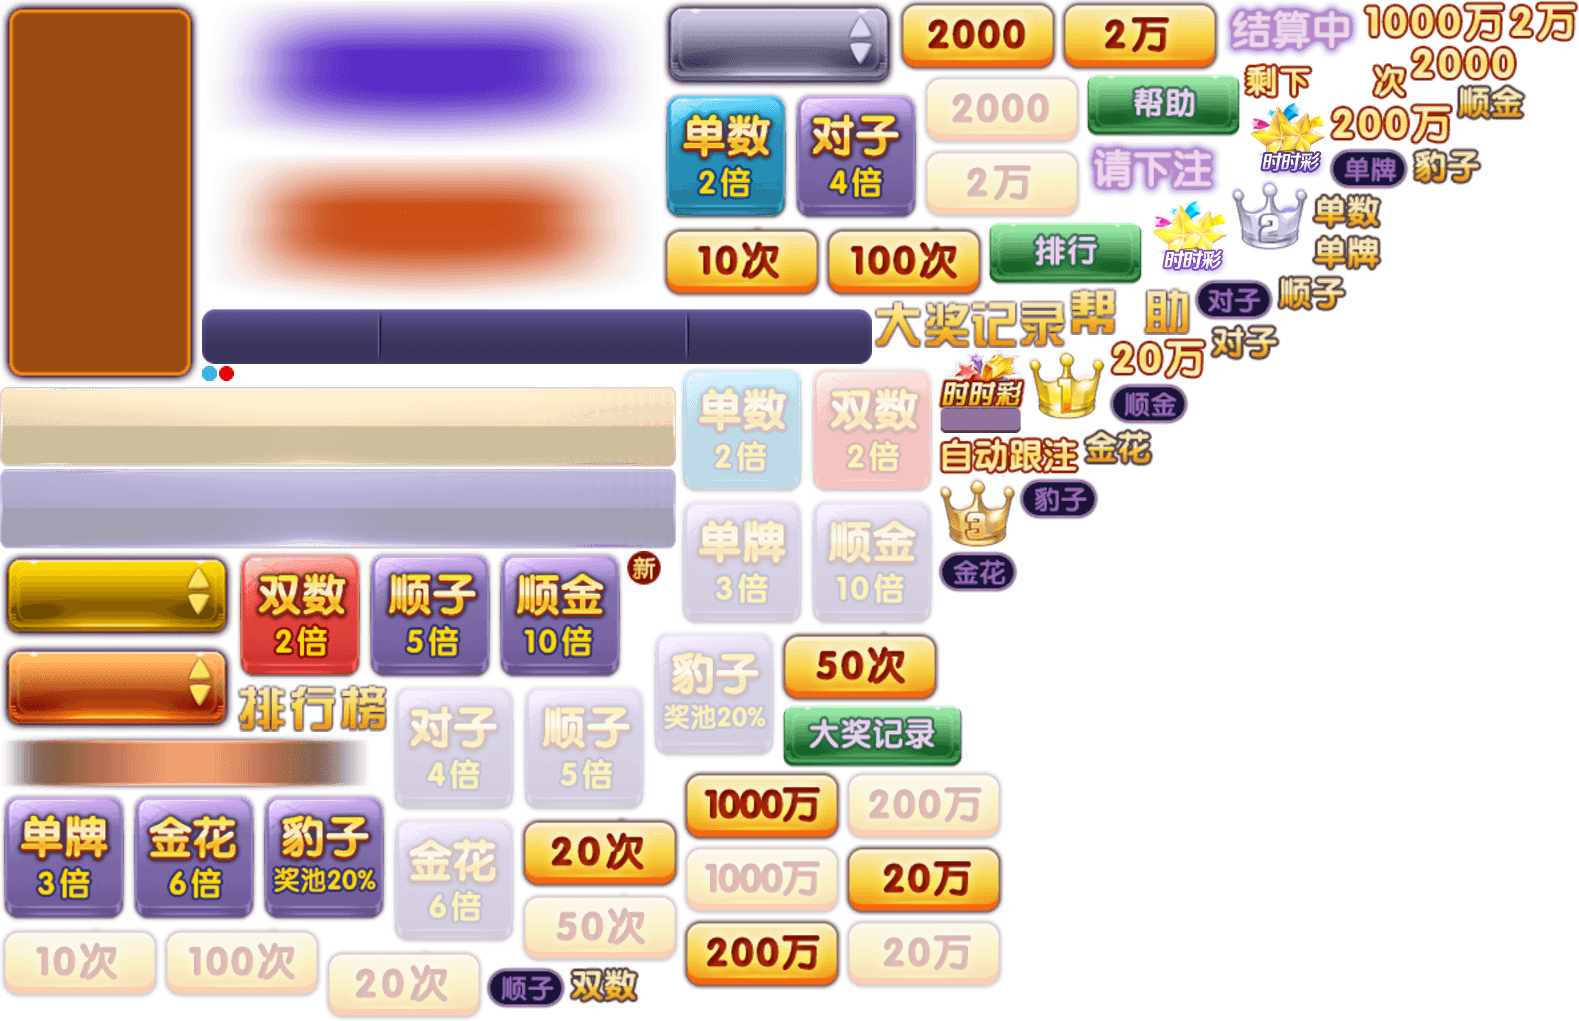 2000
2万
结算中
1000万
2万
2000
帮助
剩下
次
2000
顺金
单数
2倍
对子
4倍
2万
请下注
时时彩
200万
单牌
豹子
10次
100次
排行
时时彩
2
单数
单牌
大奖记录
帮 助
对子
顺子
20万
对子
时时彩
1
顺金
单数
2倍
双数
2倍
自动跟注
金花
3
豹子
单牌
3倍
顺金
10倍
金花
双数
2倍
顺子
5倍
顺金
10倍
新
豹子
奖池20%
50次
排行榜
对子
4倍
顺子
5倍
大奖记录
单牌
3倍
金花
6倍
豹子
奖池20%
金花
6倍
20次
1000万
200万
1000万
20万
50次
200万
20万
10次
100次
20次
顺子
双数